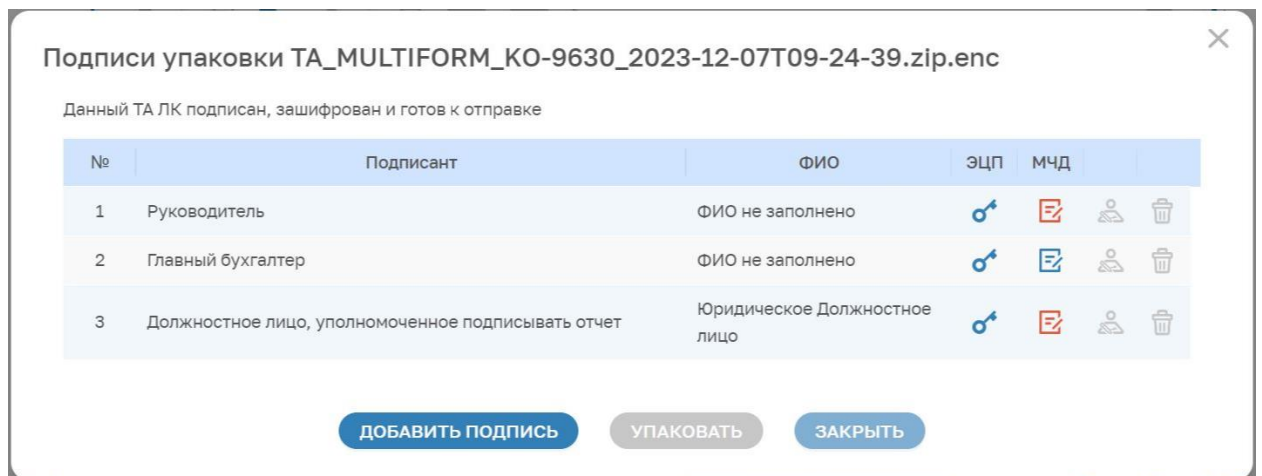 Подписи упаковки TA_MULTIFORM_KO-9630_2023-12-07T09-24-39.zip.enc
Данный ТА ЛК подписан, зашифрован и готов к отправке
№ Подписант ФИО ЭЦП МЧД
1 Руководитель ФИО не заполнено
2 Главный бухгалтер ФИО не заполнено
3 Должностное лицо, уполномоченное подписывать отчет Юридическое Должностное
лицо
ДОБАВИТЬ ПОДПИСЬ УПАКОВАТЬ ЗАКРЫТЬ